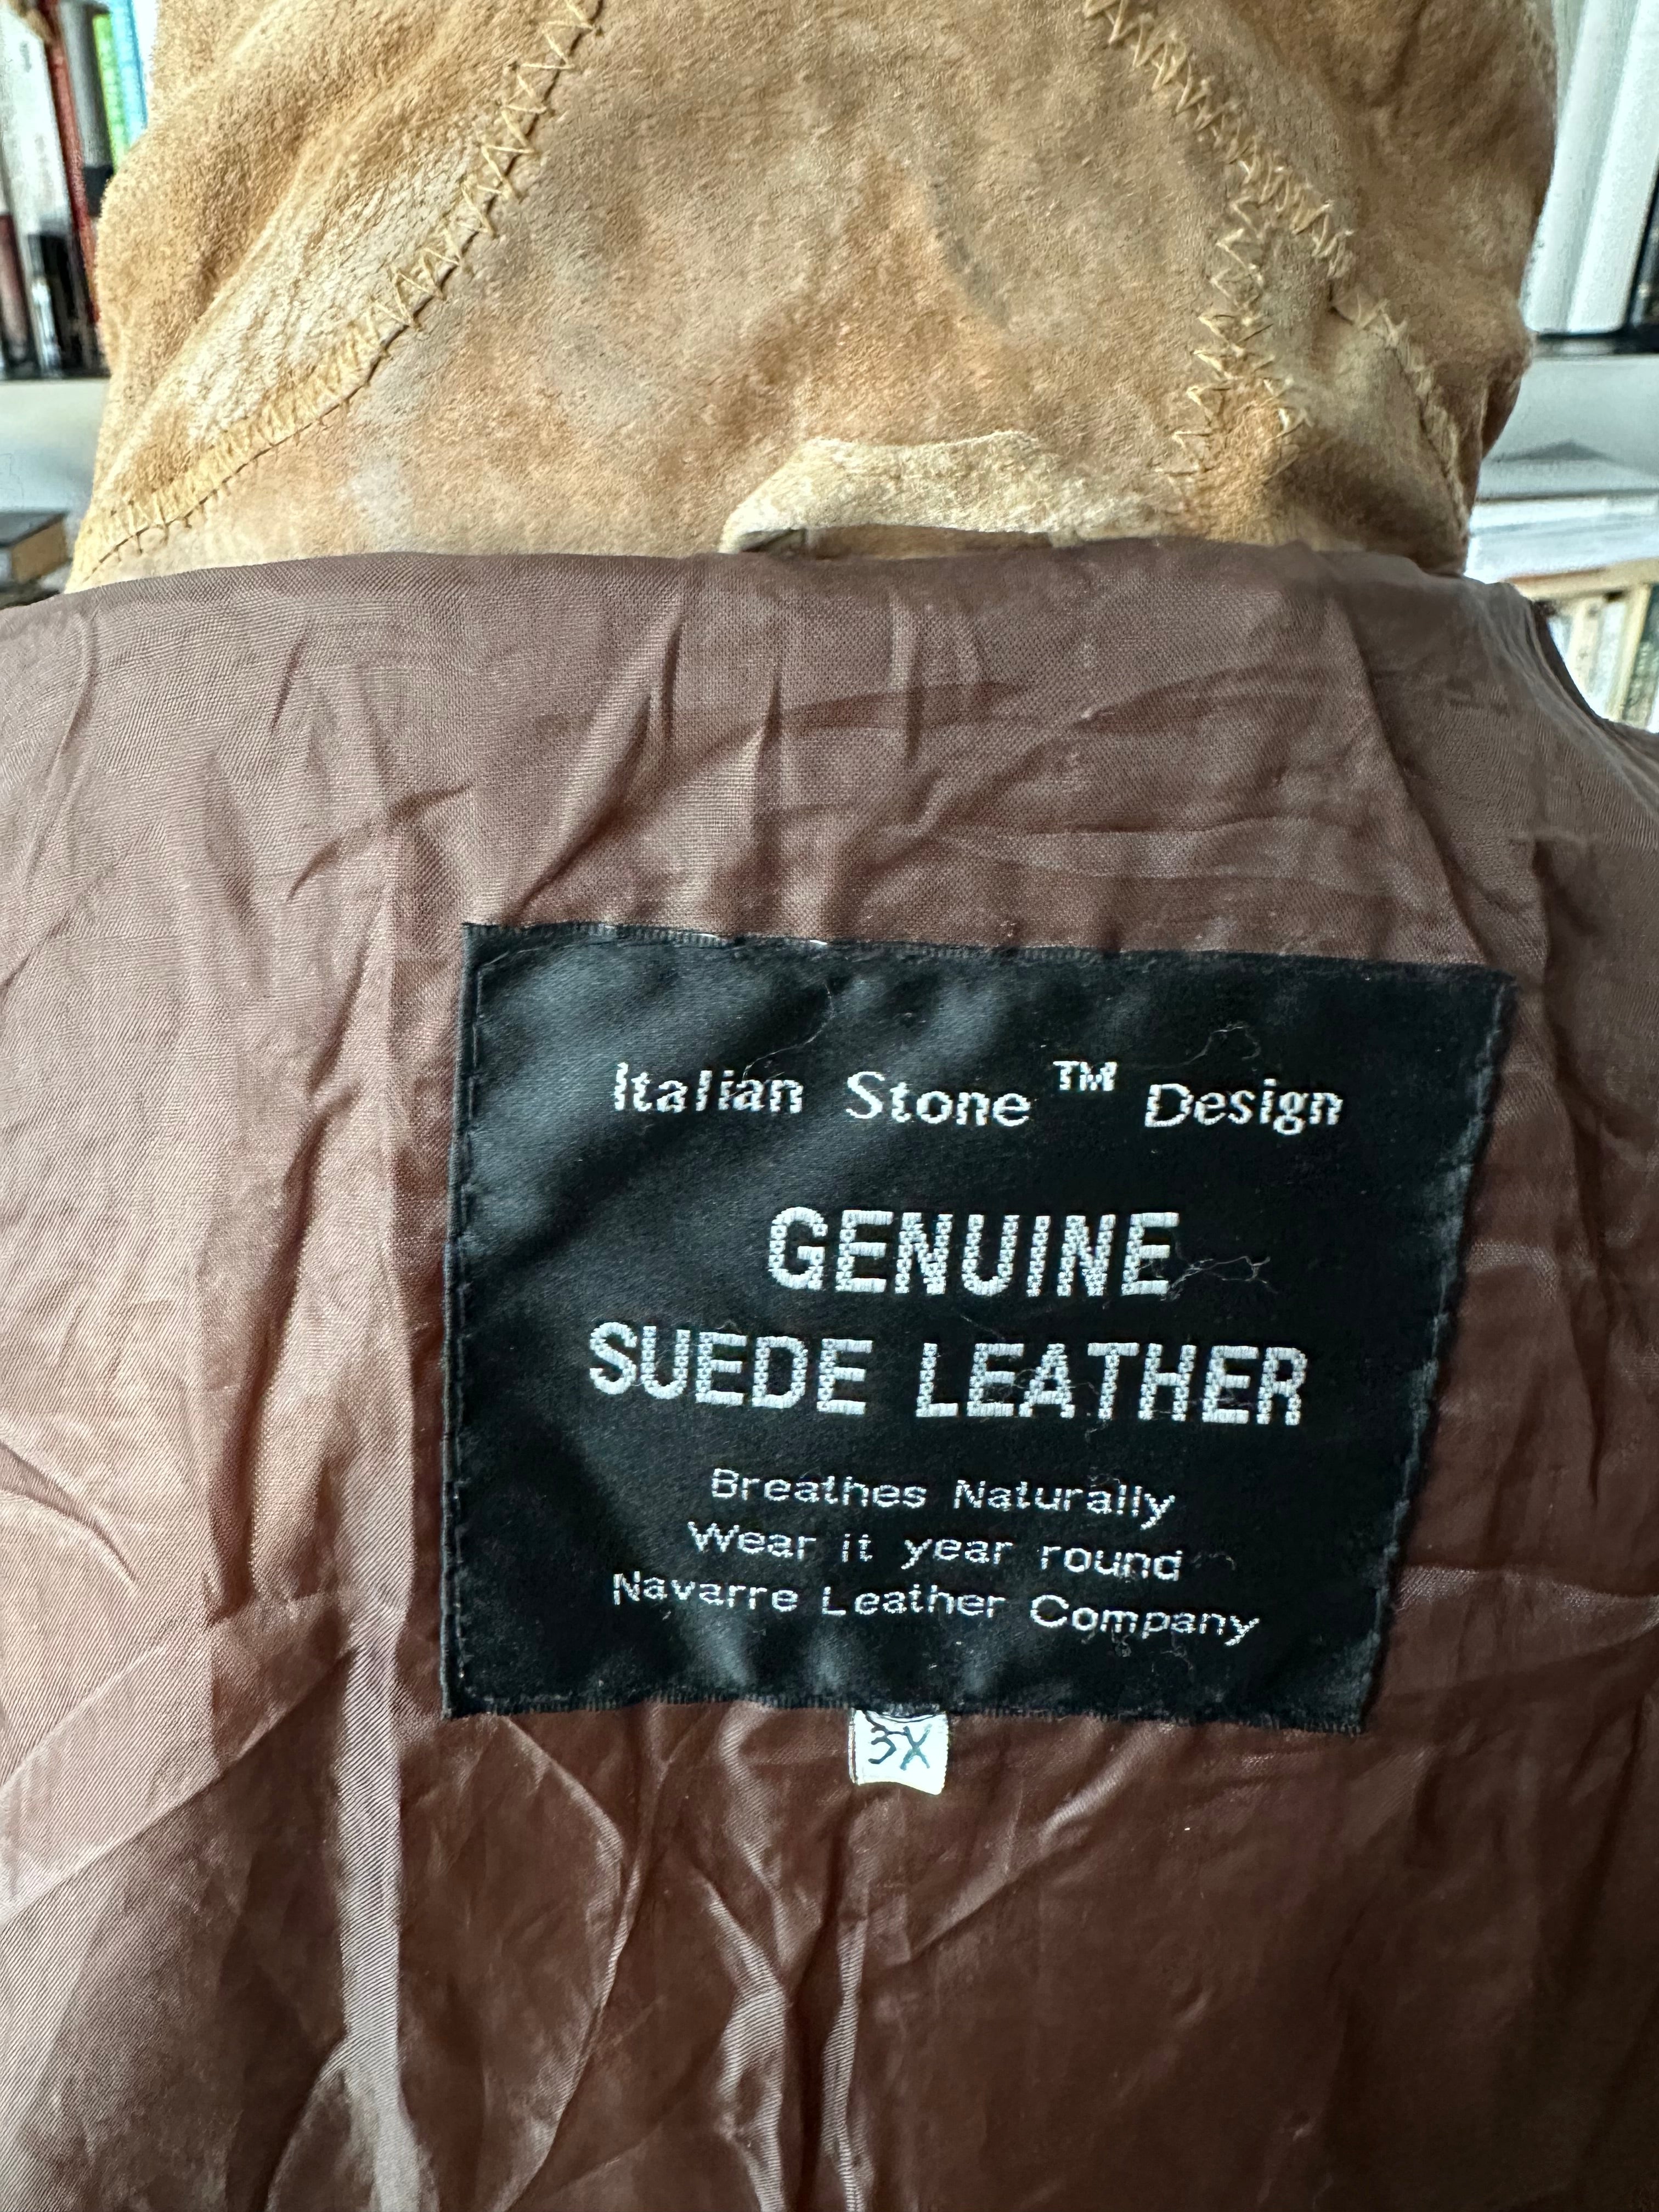 Italian Stone ™ Design
GENUINE
SUEDE LEATHER
Breathes Naturally
Wear it year round
Navarre Leather Company
3X